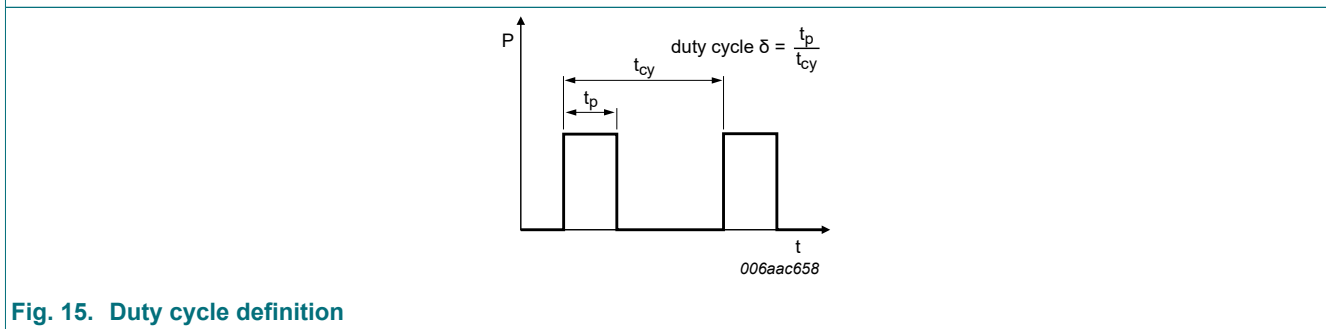 P
duty cycle δ = tp
tcy
tcy
tp
t
006aac658
Fig. 15. Duty cycle definition